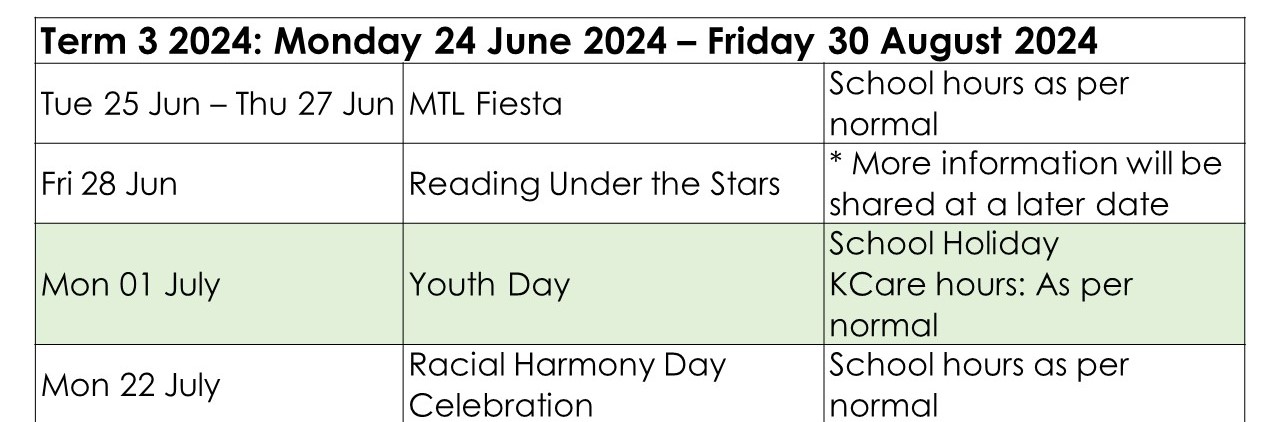 Term 3 2024: Monday 24 June 2024 – Friday 30 August 2024
Tue 25 Jun – Thu 27 Jun MTL Fiesta School hours as per
normal
Fri 28 Jun Reading Under the Stars * More information will be
shared at a later date
Mon 01 July Youth Day School Holiday
KCare hours: As per
normal
Mon 22 July Racial Harmony Day
Celebration School hours as per
normal